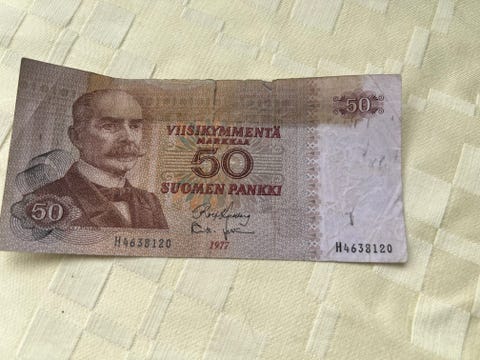 50
VIISIKYMMENTÄ
MARKKAA
50
SUOMEN PANKKI
50
H4638120
1977
H4638120